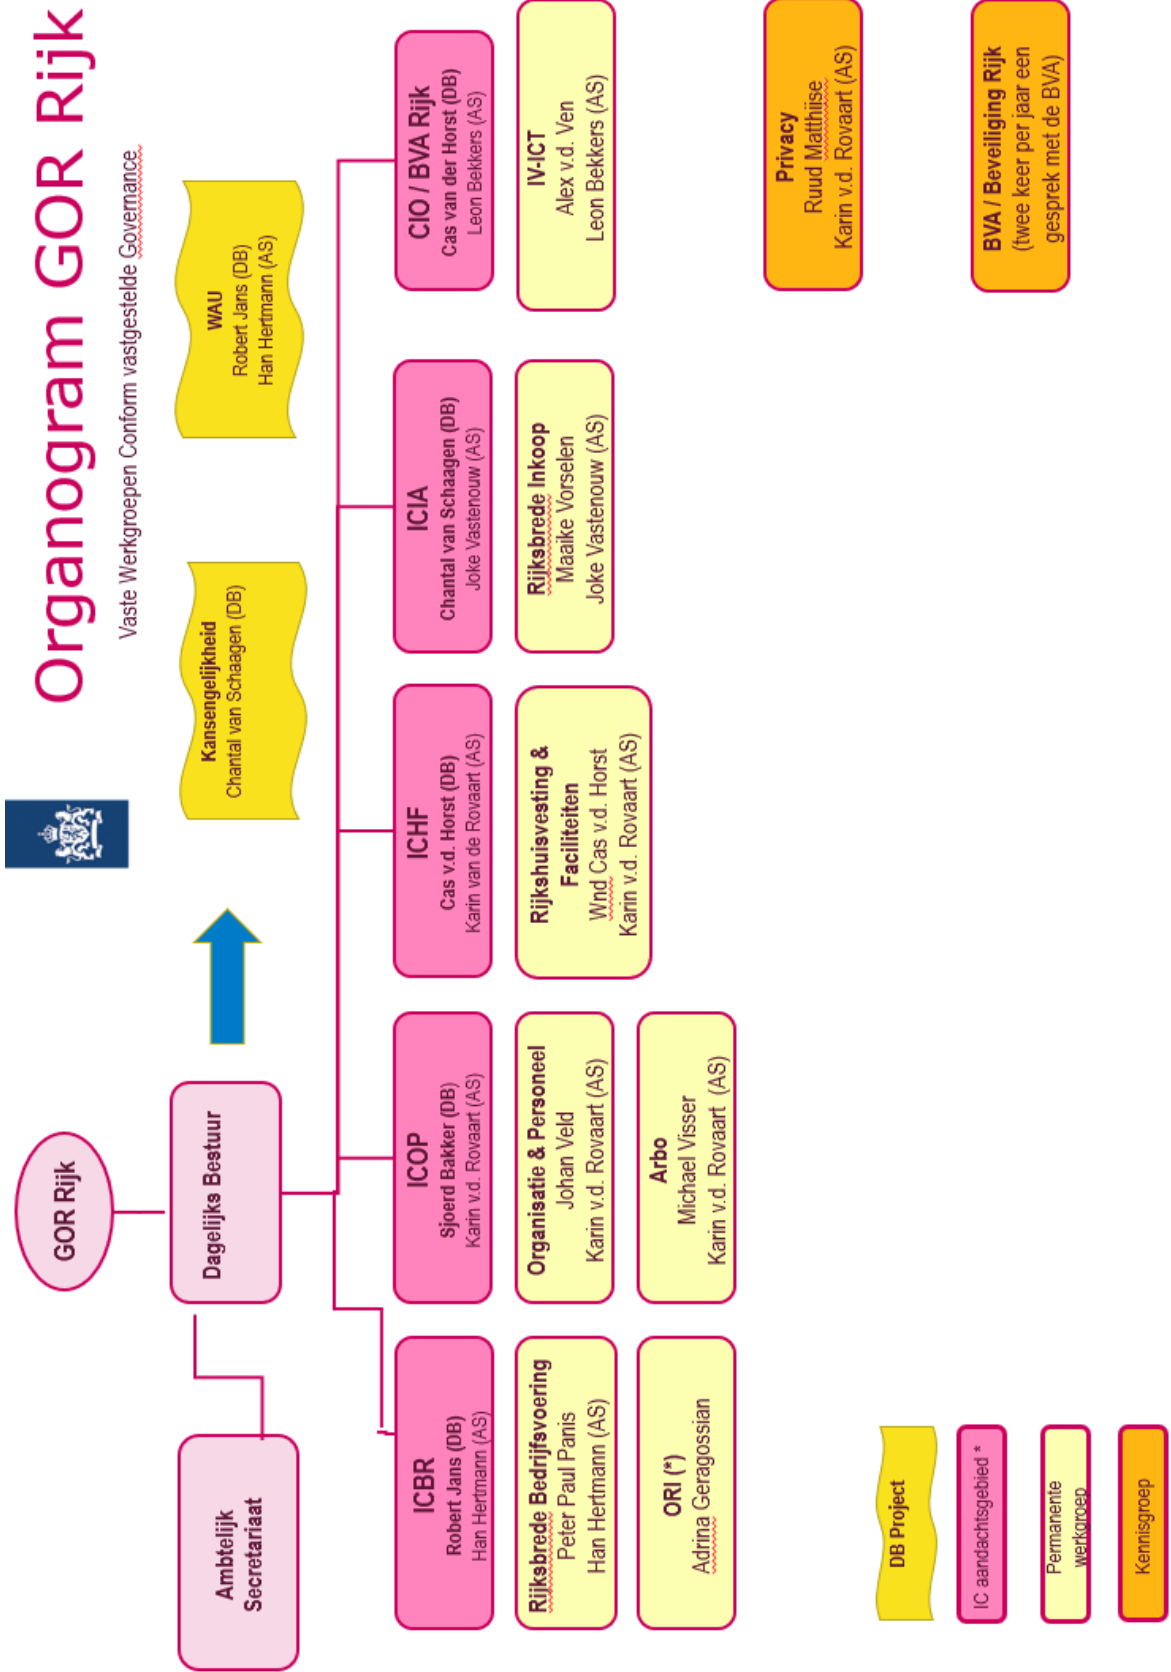 Organogram GOR Rijk
Vaste Werkgroepen Conform vastgestelde Governance
GOR Rijk
Dagelijks Bestuur
Ambtelijk
Secretariaat
Kansengelijkheid
Chantal van Schaagen (DB)
WAU
Robert Jans (DB)
Han Hertmann (AS)
ICBR
Robert Jans (DB)
Han Hertmann (AS)
ICOP
Sjoerd Bakker (DB)
Karin v.d. Rovaart (AS)
ICHF
Cas v.d. Horst (DB)
Karin van de Rovaart (AS)
ICIA
Chantal van Schaagen (DB)
Joke Vastenouw (AS)
CIO / BVA Rijk
Cas van der Horst (DB)
Leon Bekkers (AS)
Rijksbrede Bedrijfsvoering
Peter Paul Panis
Han Hertmann (AS)
Organisatie & Personeel
Johan Veld
Karin v.d. Rovaart (AS)
Rijkshuisvesting &
Faciliteiten
Wnd Cas v.d. Horst
Karin v.d. Rovaart (AS)
Rijksbrede Inkoop
Maaike Vorselen
Joke Vastenouw (AS)
IV-ICT
Alex v.d. Ven
Leon Bekkers (AS)
ORI (*)
Adrina Geragossian
Arbo
Michael Visser
Karin v.d. Rovaart (AS)
Privacy
Ruud Matthijse
Karin v.d. Rovaart (AS)
BVA / Beveiliging Rijk
(twee keer per jaar een
gesprek met de BVA)
DB Project
IC aandachtsgebied *
Permanente
werkgroep
Kennisgroep